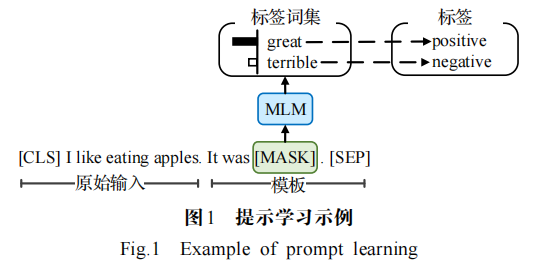 标签词集 标签
great positive
terrible negative
MLM
[CLS] I like eating apples. It was [MASK] . [SEP]
原始输入 模板
图1 提示学习示例
Fig.1 Example of prompt learning